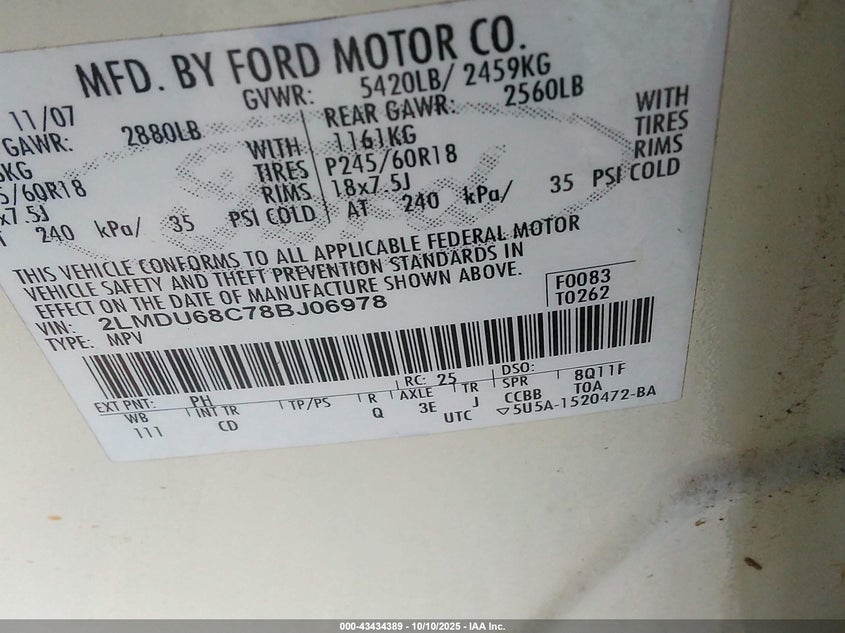 MFD. BY FORD MOTOR CO.
11/07 GVWR: 5420LB/ 2459KG
GAWR: 2880LB REAR GAWR: 2560LB
KG WITH 1161KG WITH
5/60R18 TIRES P245/60R18 TIRES
x7.5J RIMS 18x7.5J RIMS
240 kPa/ 35 PSI COLD AT 240 kPa/ 35 PSI COLD
THIS VEHICLE CONFORMS TO ALL APPLICABLE FEDERAL MOTOR
VEHICLE SAFETY AND THEFT PREVENTION STANDARDS IN
EFFECT ON THE DATE OF MANUFACTURE SHOWN ABOVE.
VIN: 2LMDU68C78BJ06978
TYPE: MPV
F0083
T0262
EXT PNT: PH RC: 25 DSO:
WB INT TR TP/PS R AXLE TR SPR 8Q11F
111 CD Q 3E J CCBB TOA
UTC ▽5U5A-1520472-BA
000-43434389 - 10/10/2025 - IAA Inc.